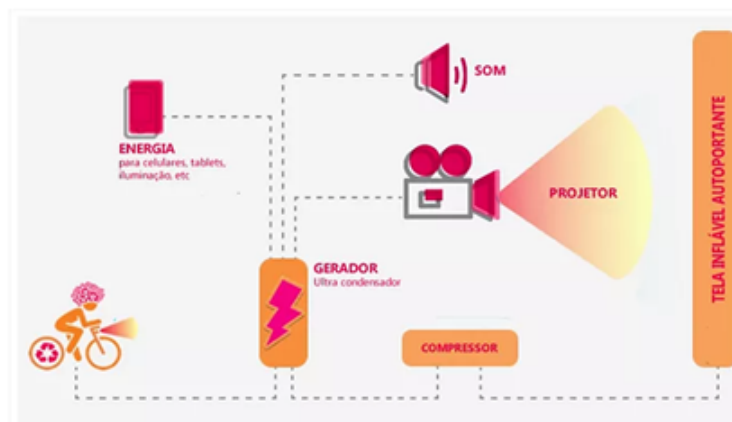 SOM
ENERGIA
para celulares, tablets,
iluminação, etc
PROJETOR
TELA INFLÁVEL AUTOPORTANTE
GERADOR
Ultra condensador
COMPRESSOR